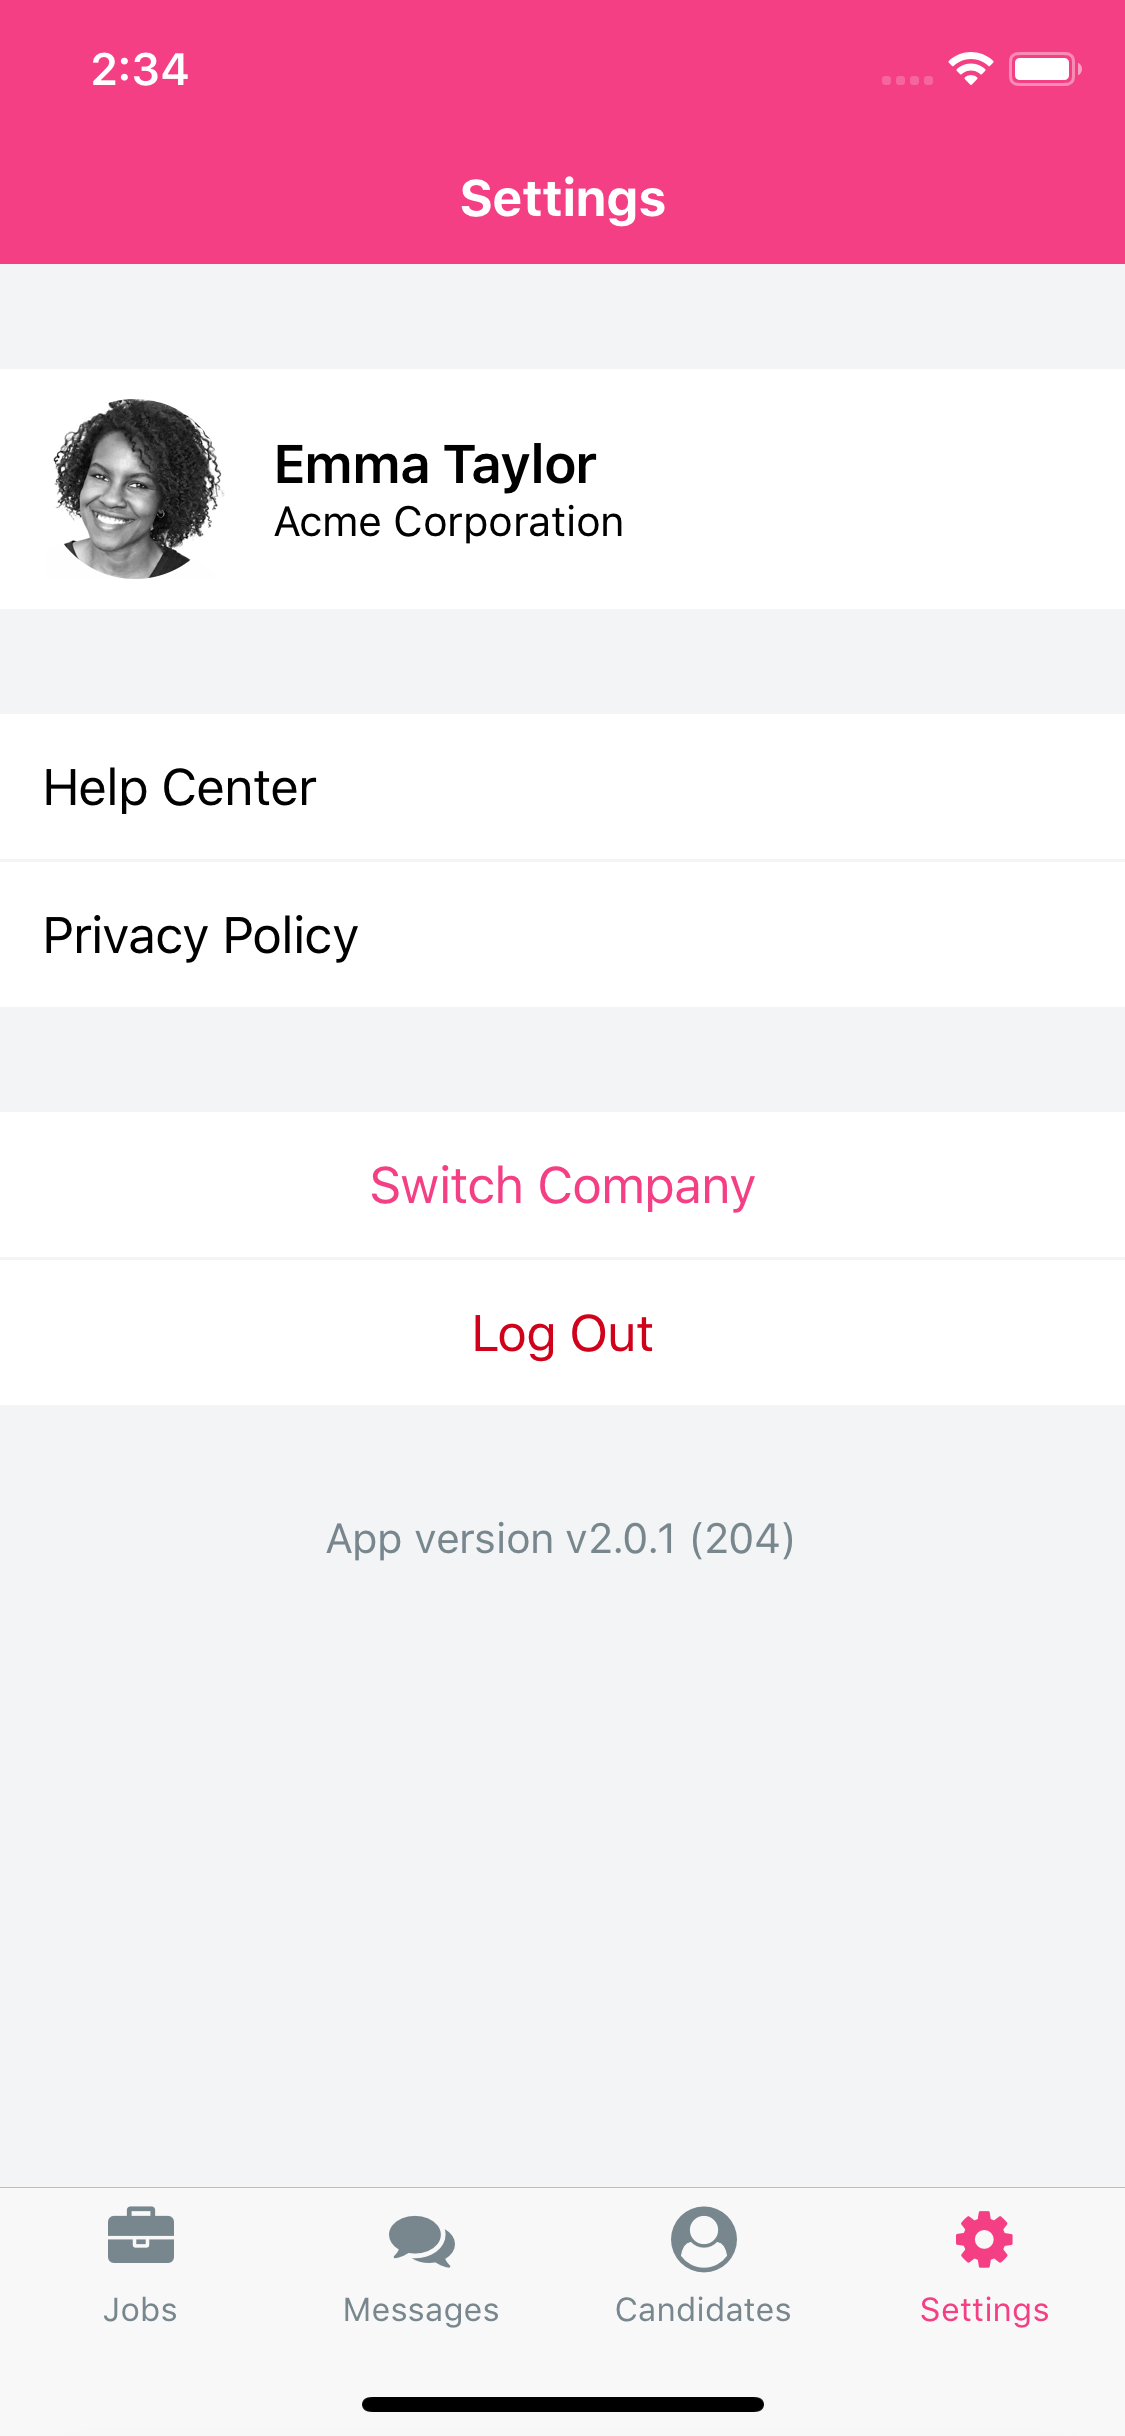 2:34
Settings
Emma Taylor
Acme Corporation
Help Center
Privacy Policy
Switch Company
Log Out
App version v2.0.1 (204)
Jobs
Messages
Candidates
Settings